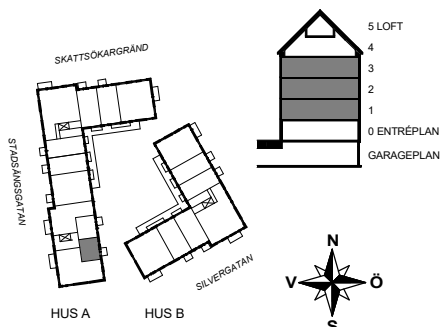 SKATTSÖKARGRÄND
STADSÄNGSGATAN
SILVERGATAN
HUS A
HUS B
5 LOFT
4
3
2
1
0 ENTRÉPLAN
GARAGEPLAN
N
V
Ö
S